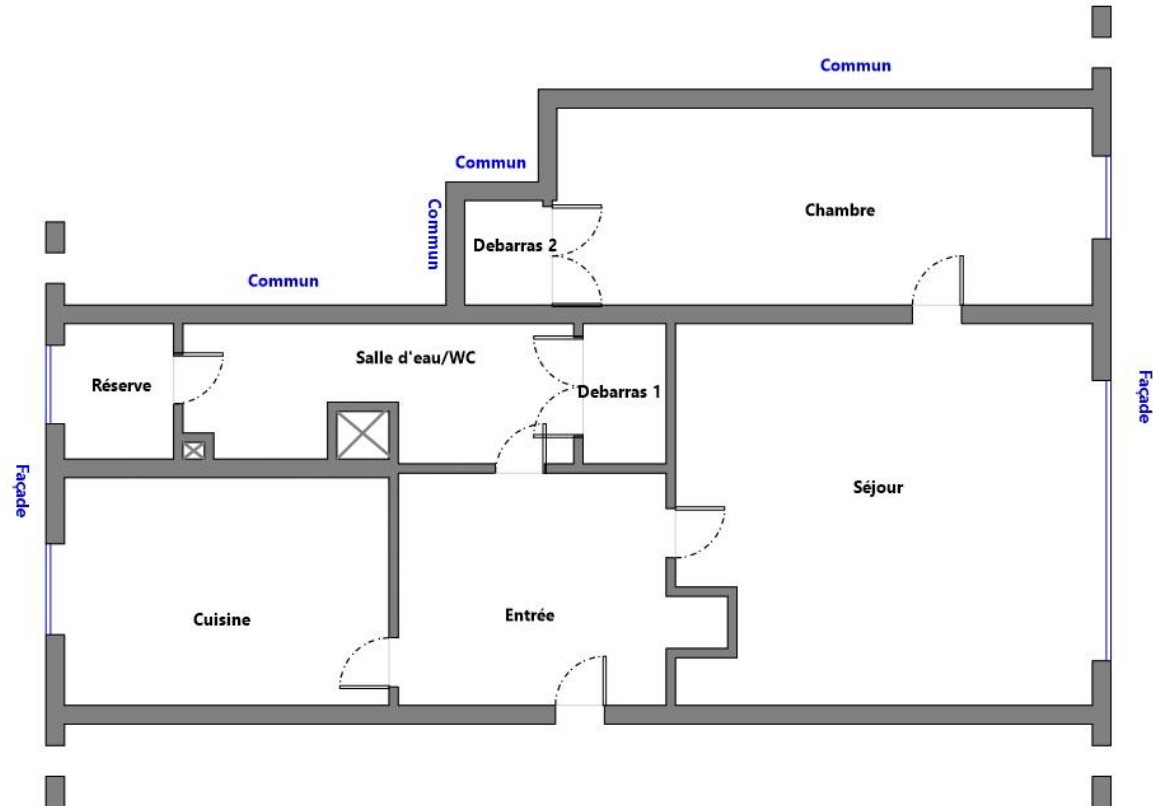 Commun
Commun
Commun
Chambre
Debarras 2
Commun
Salle d'eau/WC
Réserve
Debarras 1
Façade
Façade
Séjour
Cuisine
Entrée